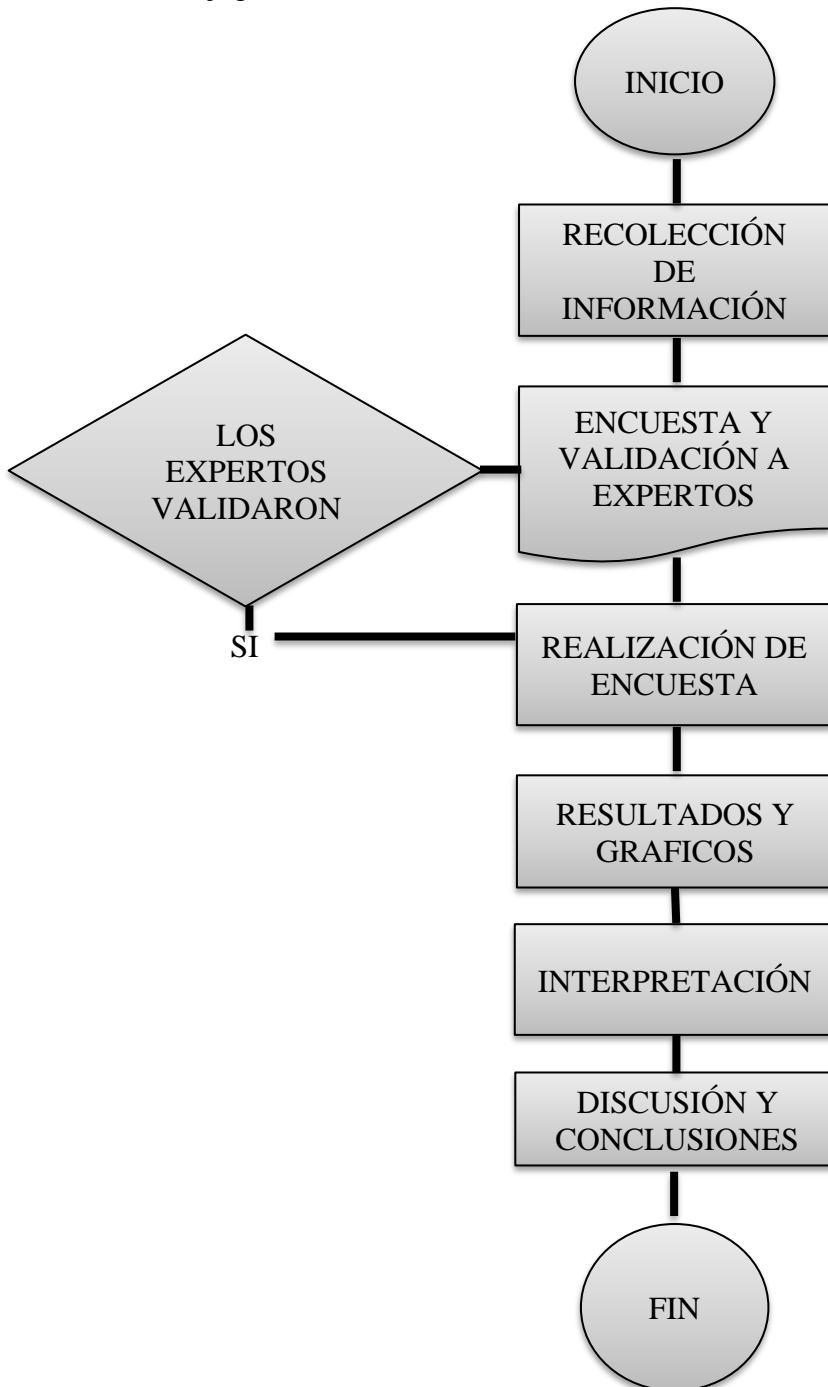 INICIO
RECOLECCIÓN
DE
INFORMACIÓN
ENCUESTA Y
VALIDACIÓN A
EXPERTOS
LOS
EXPERTOS
VALIDARON
SI
REALIZACIÓN DE
ENCUESTA
RESULTADOS Y
GRAFICOS
INTERPRETACIÓN
DISCUSIÓN Y
CONCLUSIONES
FIN